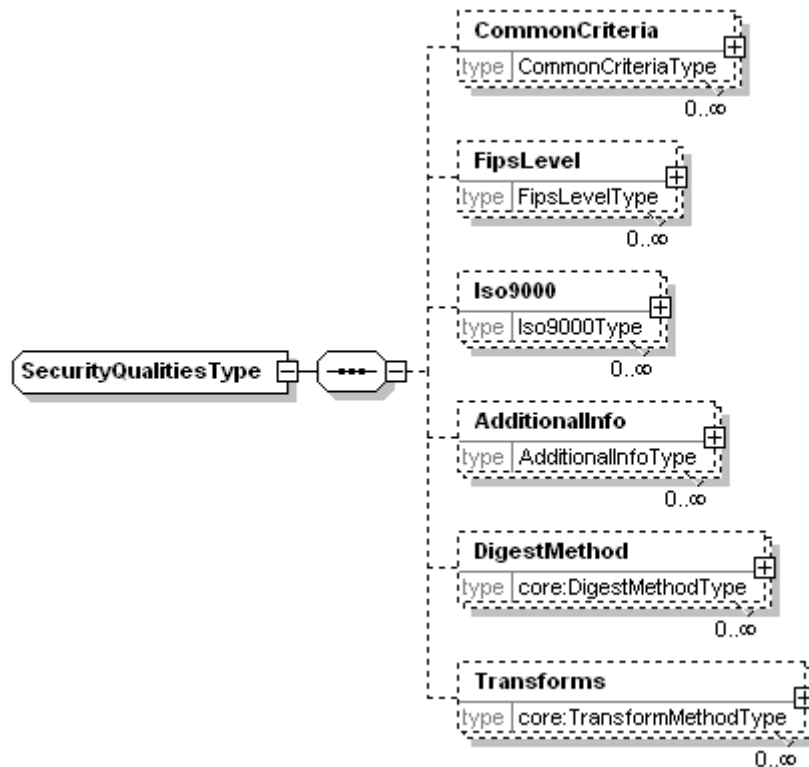 CommonCriteria
type CommonCriteriaType
0..∞
FipsLevel
type FipsLevelType
0..∞
Iso9000
type Iso9000Type
0..∞
SecurityQualitiesType
AdditionalInfo
type AdditionalInfoType
0..∞
DigestMethod
type core:DigestMethodType
0..∞
Transforms
type core:TransformMethodType
0..∞